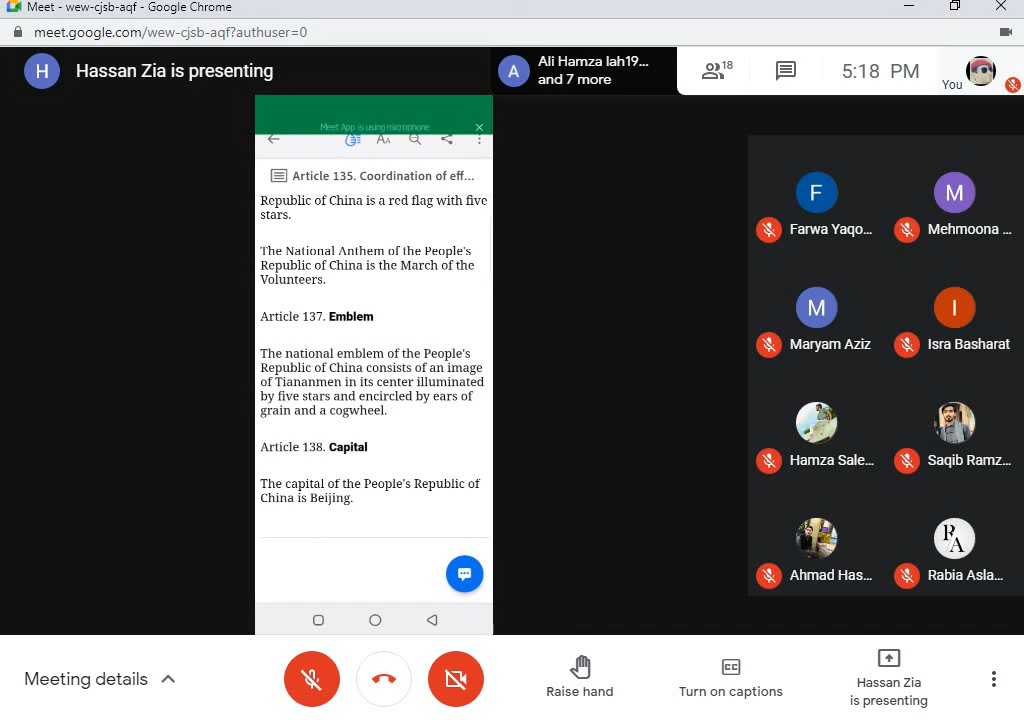 Meet - wew-cjsb-aqf - Google Chrome
meet.google.com/wew-cjsb-aqf?authuser=0
H
Hassan Zia is presenting
A
Ali Hamza lah19...
and 7 more
18
5:18 PM
You
Meet App is using microphone
AA
Article 135. Coordination of eff...
Republic of China is a red flag with five
stars.
The National Anthem of the People's
Republic of China is the March of the
Volunteers.
Article 137. Emblem
The national emblem of the People's
Republic of China consists of an image
of Tiananmen in its center illuminated
by five stars and encircled by ears of
grain and a cogwheel.
Article 138. Capital
The capital of the People's Republic of
China is Beijing.
F
Farwa Yaqo...
M
Mehmoona ...
M
Maryam Aziz
I
Isra Basharat
Hamza Sale...
Saqib Ramz...
Ahmad Has...
RA
Rabia Asla...
Meeting details
Raise hand
CC
Turn on captions
Hassan Zia
is presenting